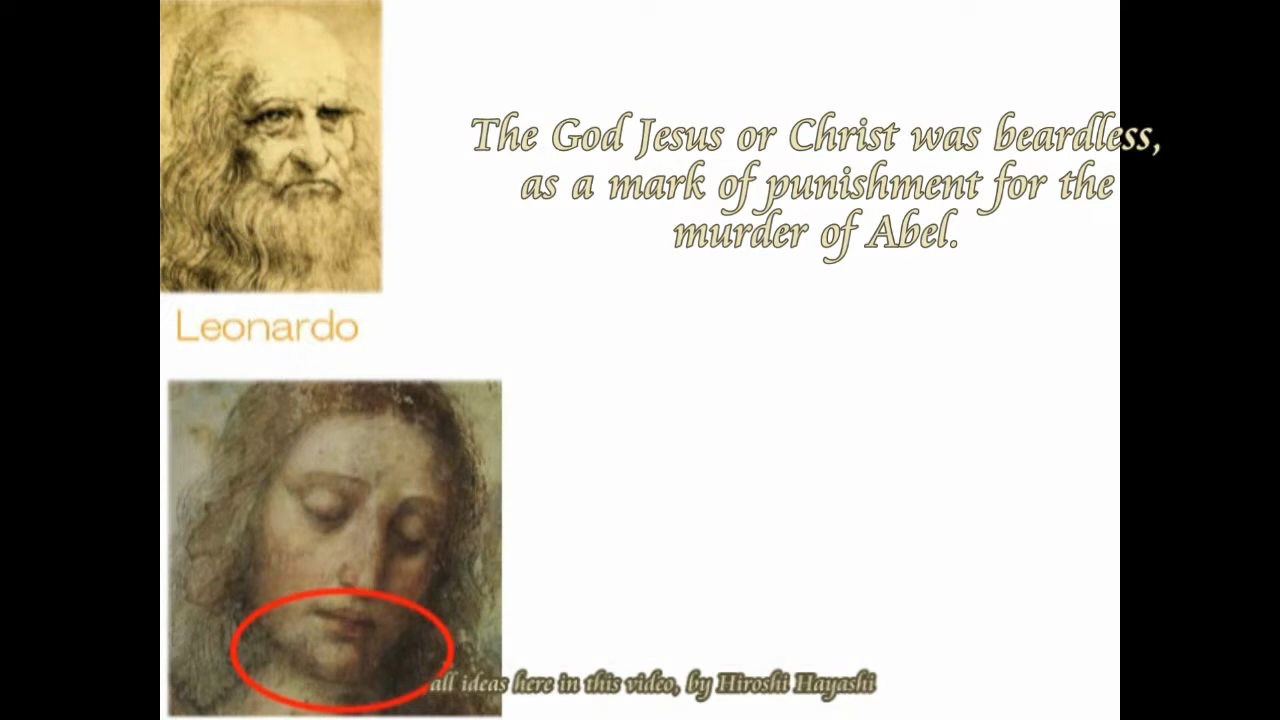 The God Jesus or Christ was beardless,
as a mark of punishment for the
murder of Abel.
Leonardo
all ideas here in this video, by Hiroshi Hayashi